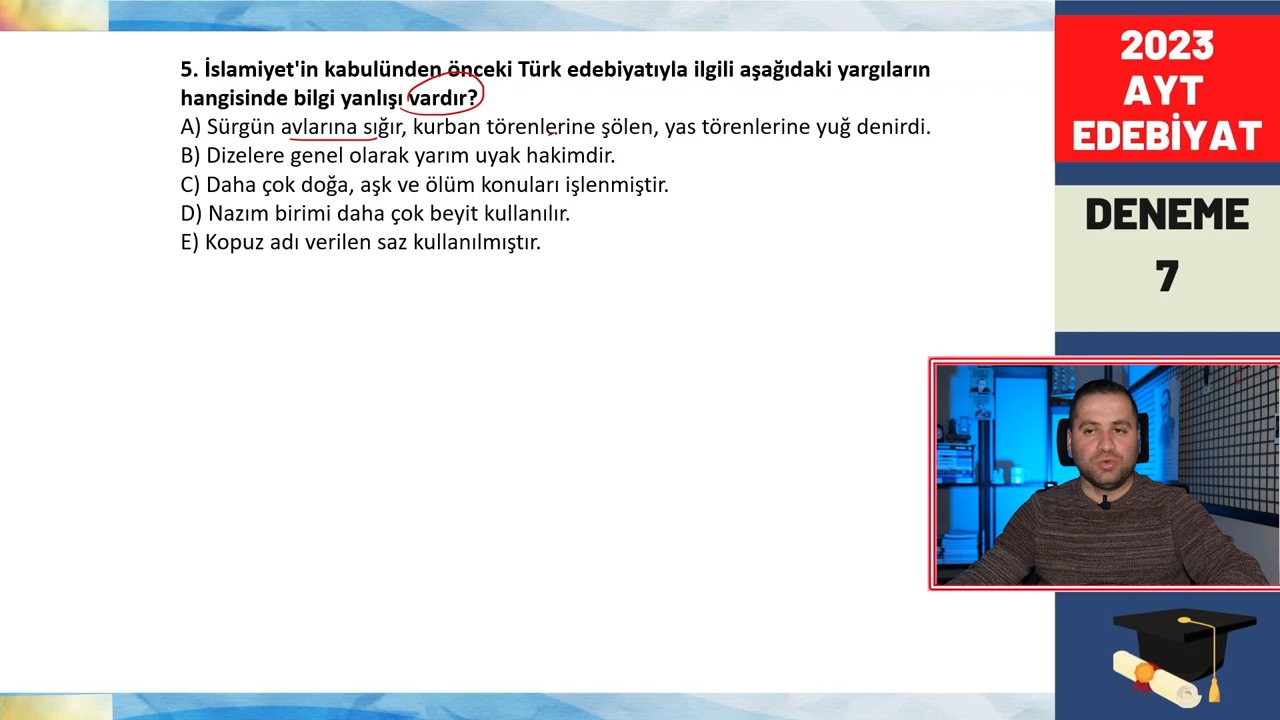 5. İslamiyet'in kabulünden önceki Türk edebiyatıyla ilgili aşağıdaki yargıların
hangisinde bilgi yanlışı vardır?
A) Sürgün avlarına sığır, kurban törenlerine şölen, yas törenlerine yuğ denirdi.
B) Dizelere genel olarak yarım uyak hakimdir.
C) Daha çok doğa, aşk ve ölüm konuları işlenmiştir.
D) Nazım birimi daha çok beyit kullanılır.
E) Kopuz adı verilen saz kullanılmıştır.
2023
AYT
EDEBİYAT
DENEME
7